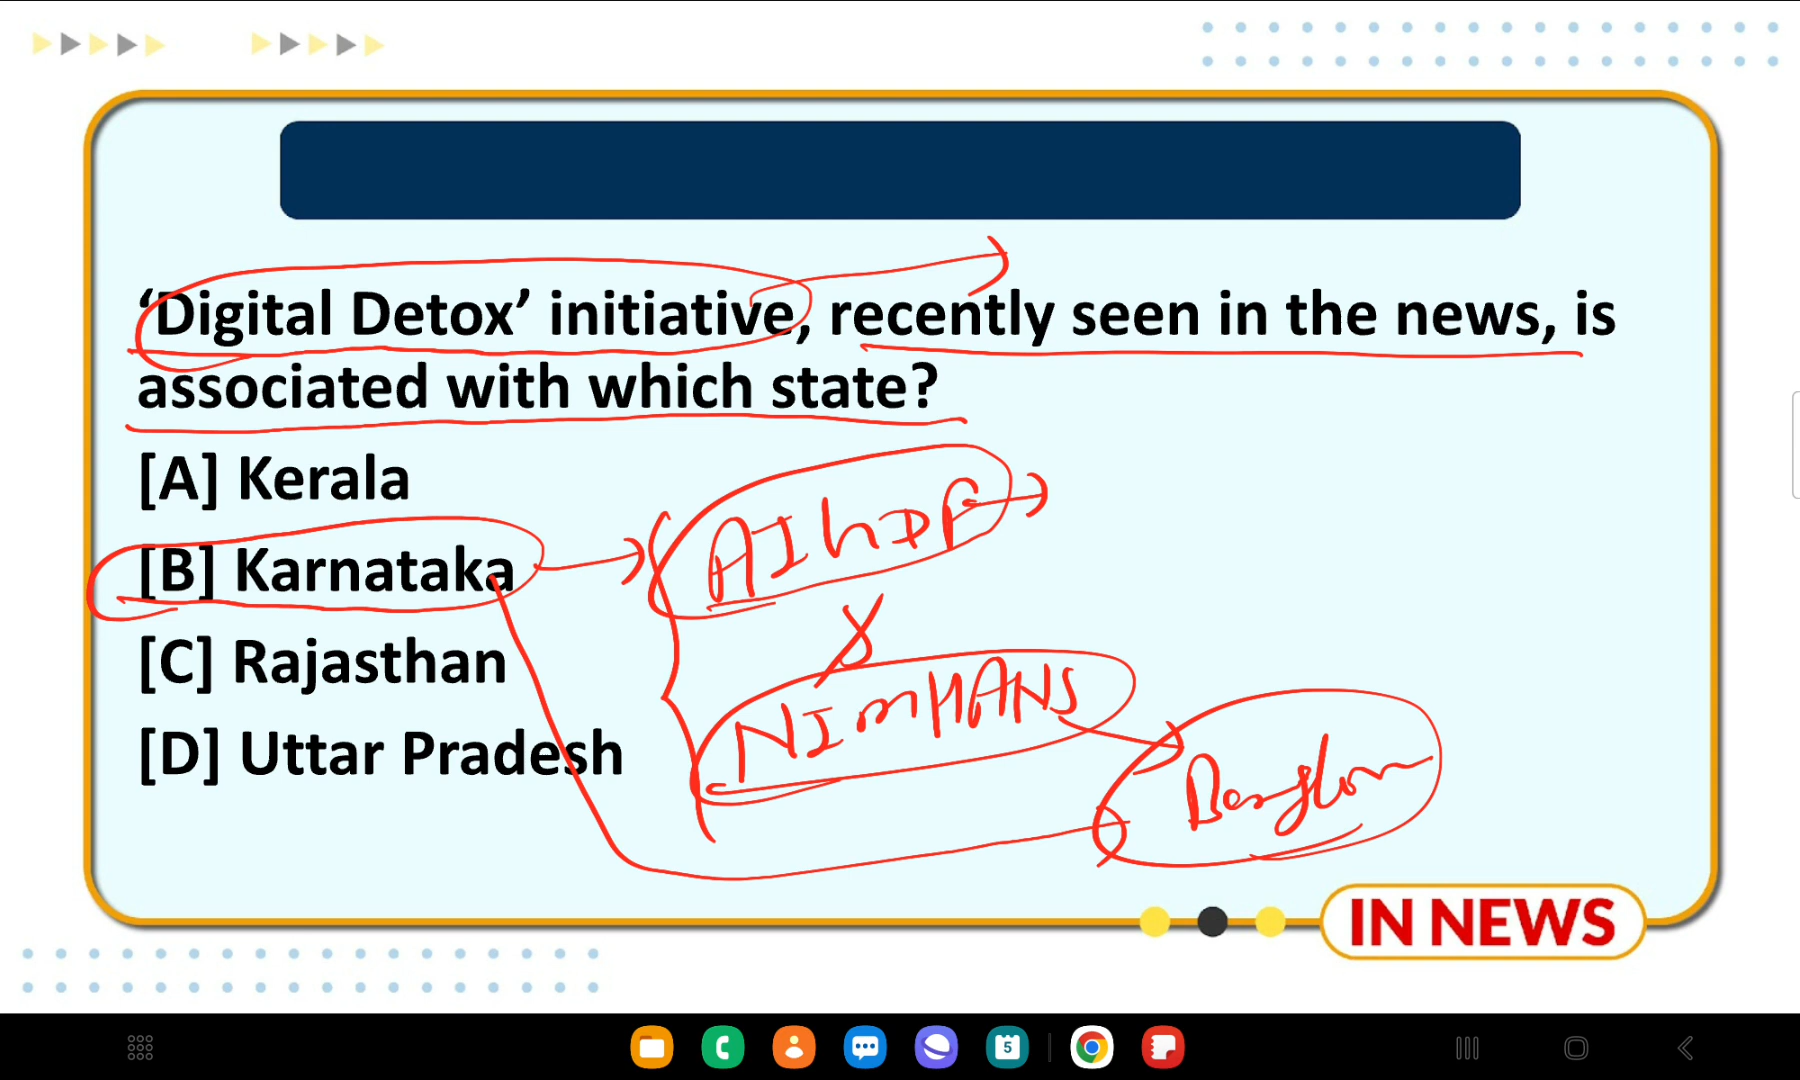 ‘Digital Detox’ initiative, recently seen in the news, is
associated with which state?
[A] Kerala
[B] Karnataka
[C] Rajasthan
[D] Uttar Pradesh
NIMHANS
IN NEWS
5